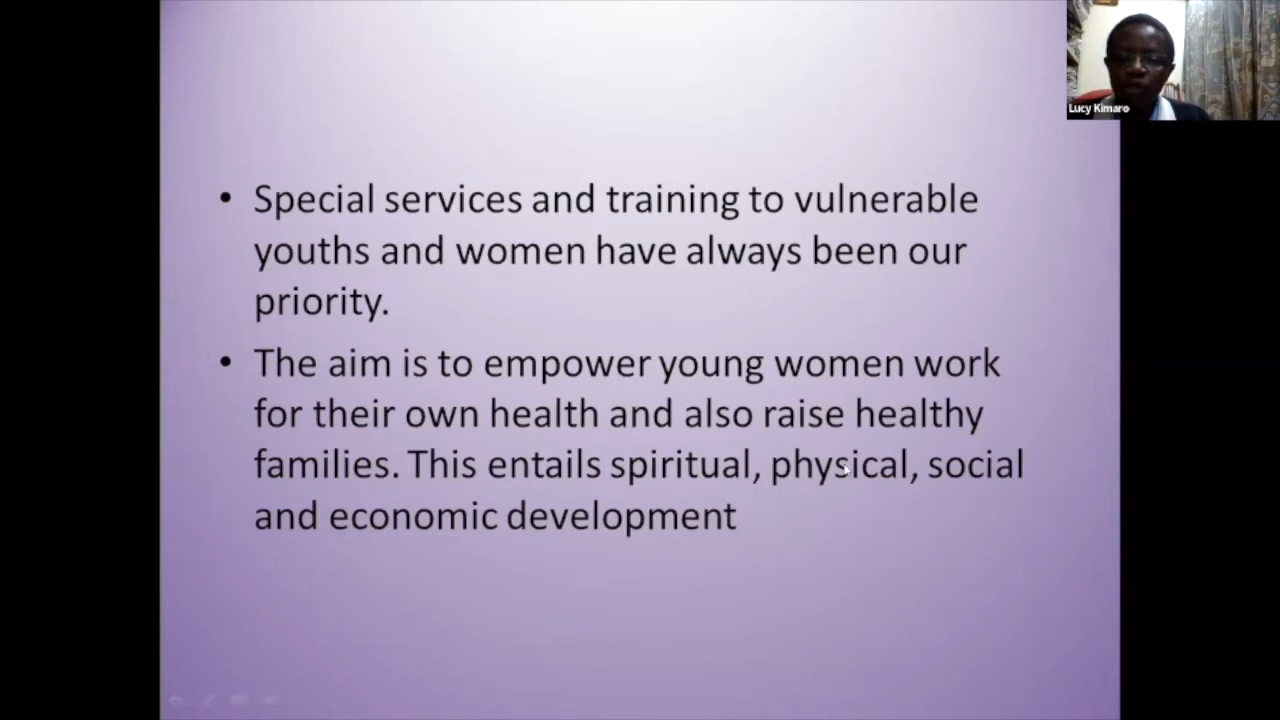 Lucy Kimaro
• Special services and training to vulnerable
youths and women have always been our
priority.
• The aim is to empower young women work
for their own health and also raise healthy
families. This entails spiritual, physical, social
and economic development